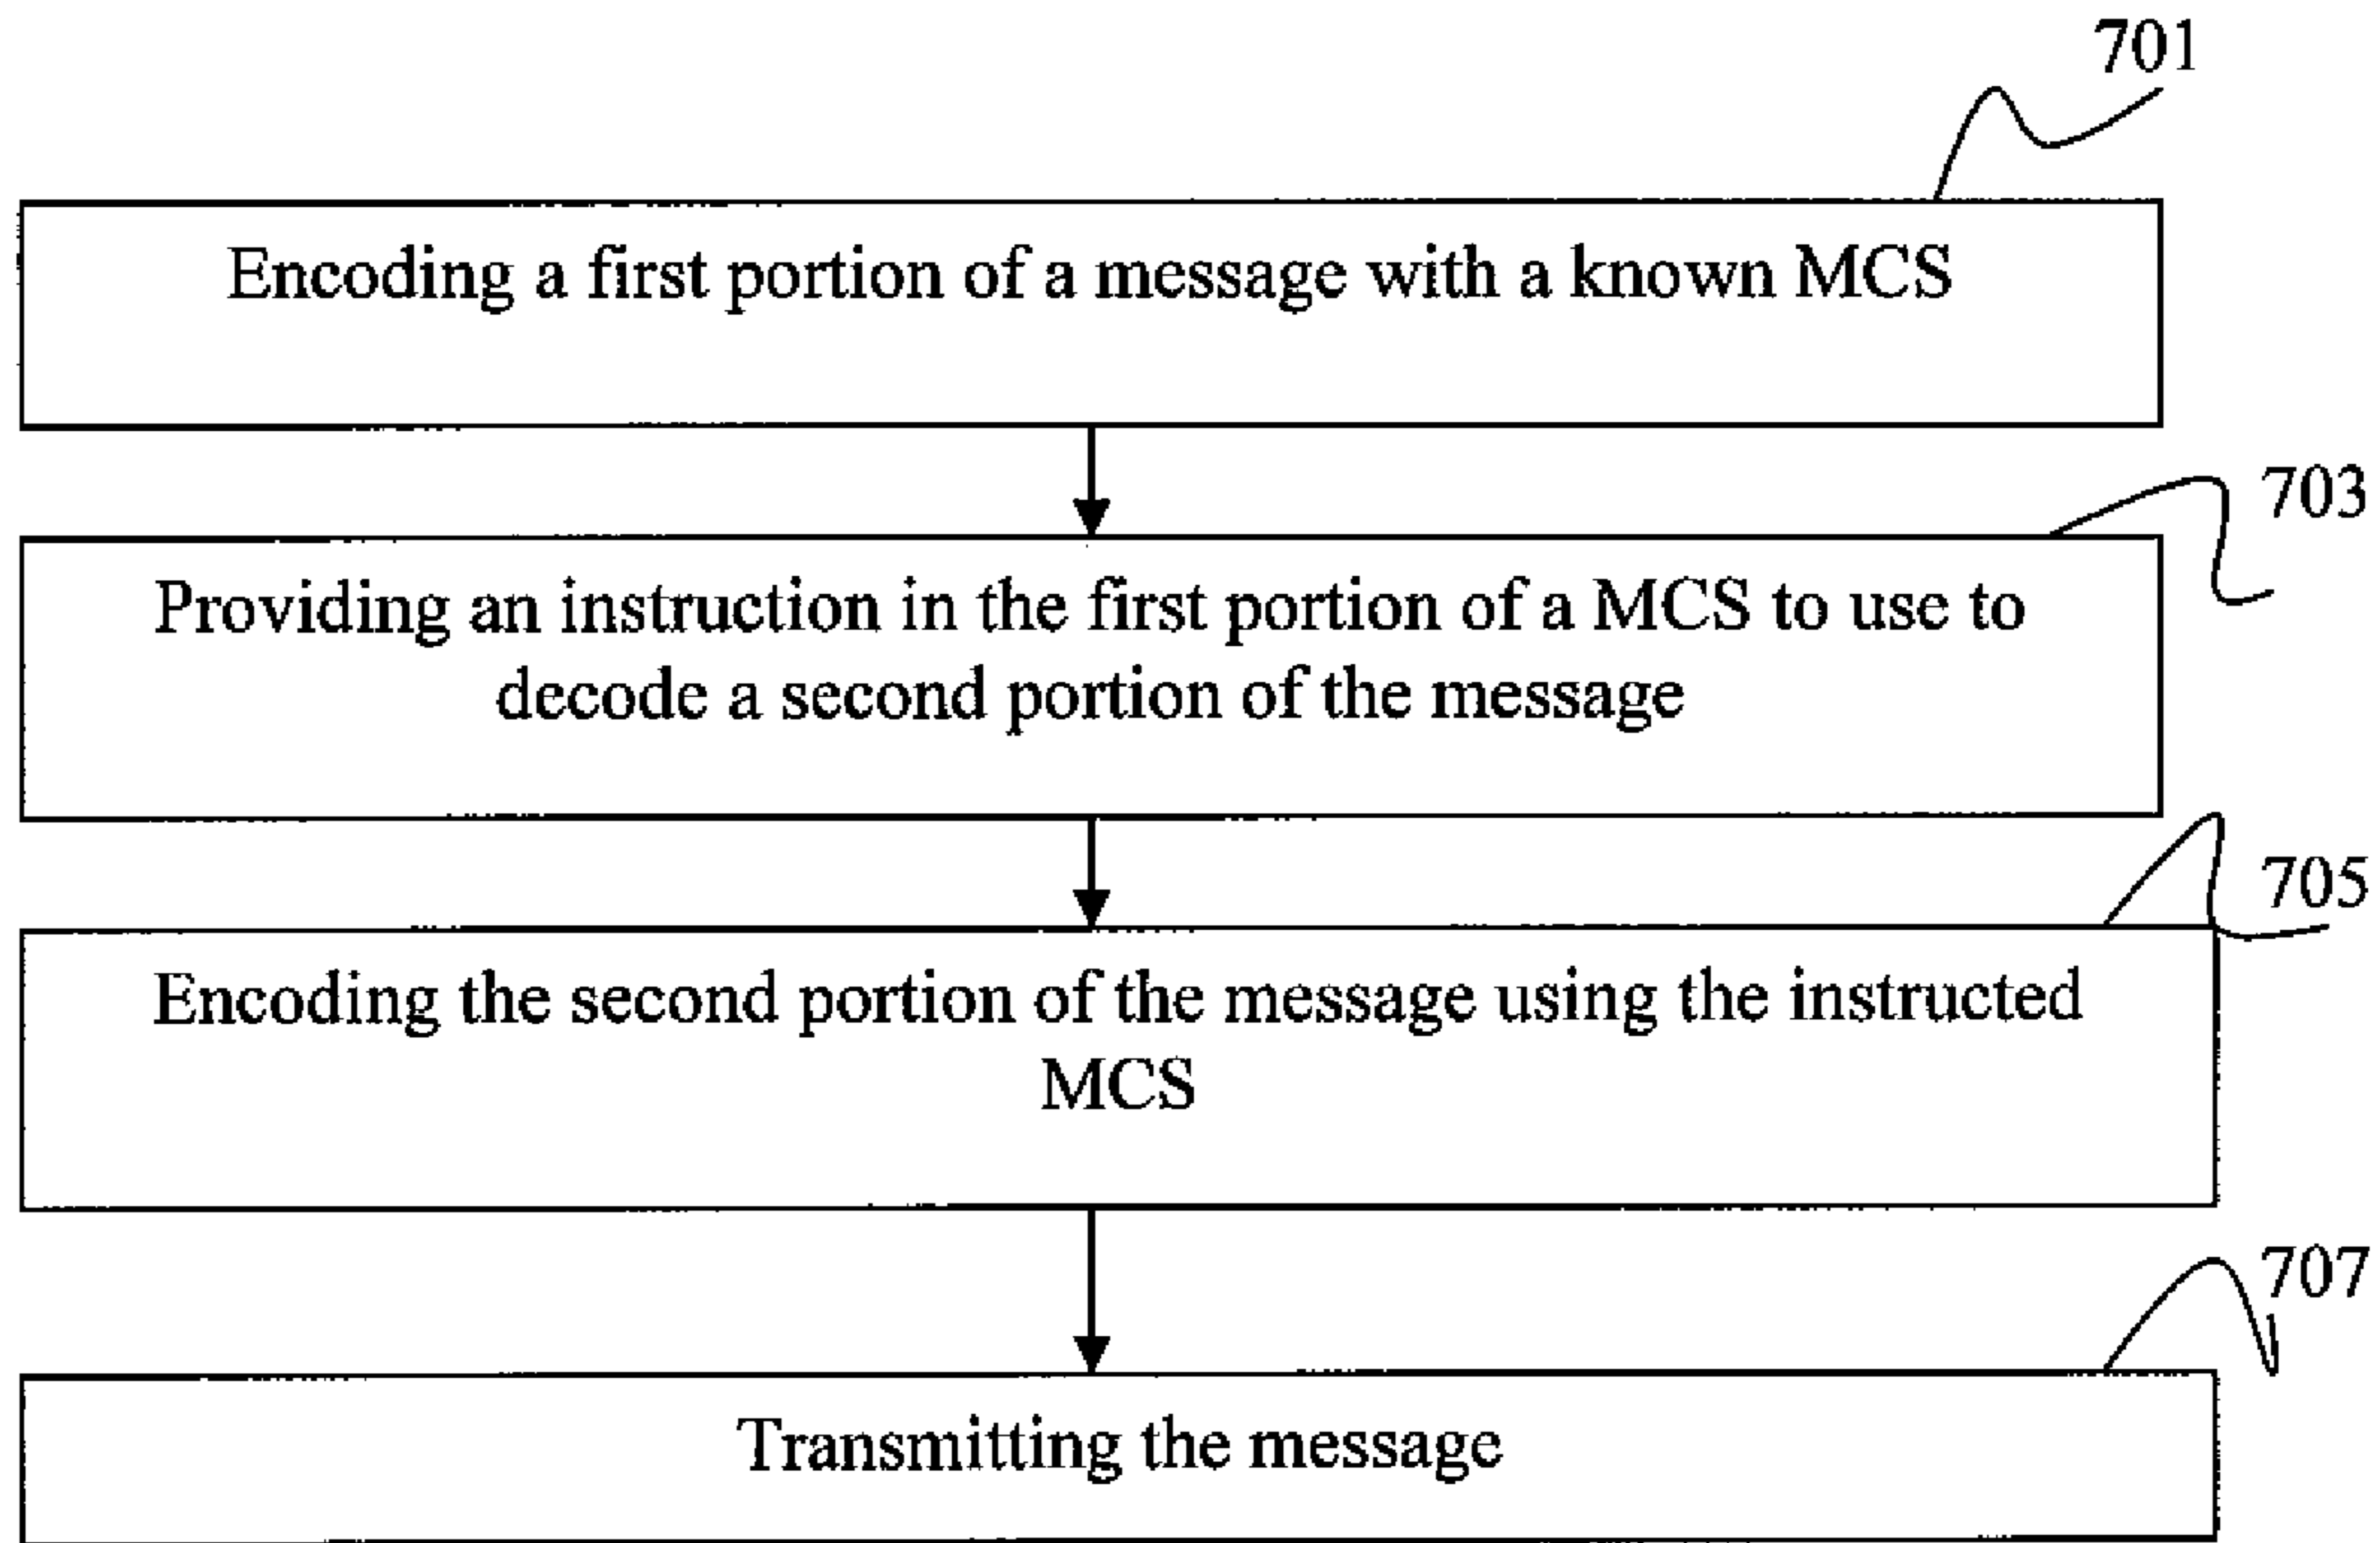 701
Encoding a first portion of a message with a known MCS
703
Providing an instruction in the first portion of a MCS to use to
decode a second portion of the message
705
Encoding the second portion of the message using the instructed
MCS
707
Transmitting the message